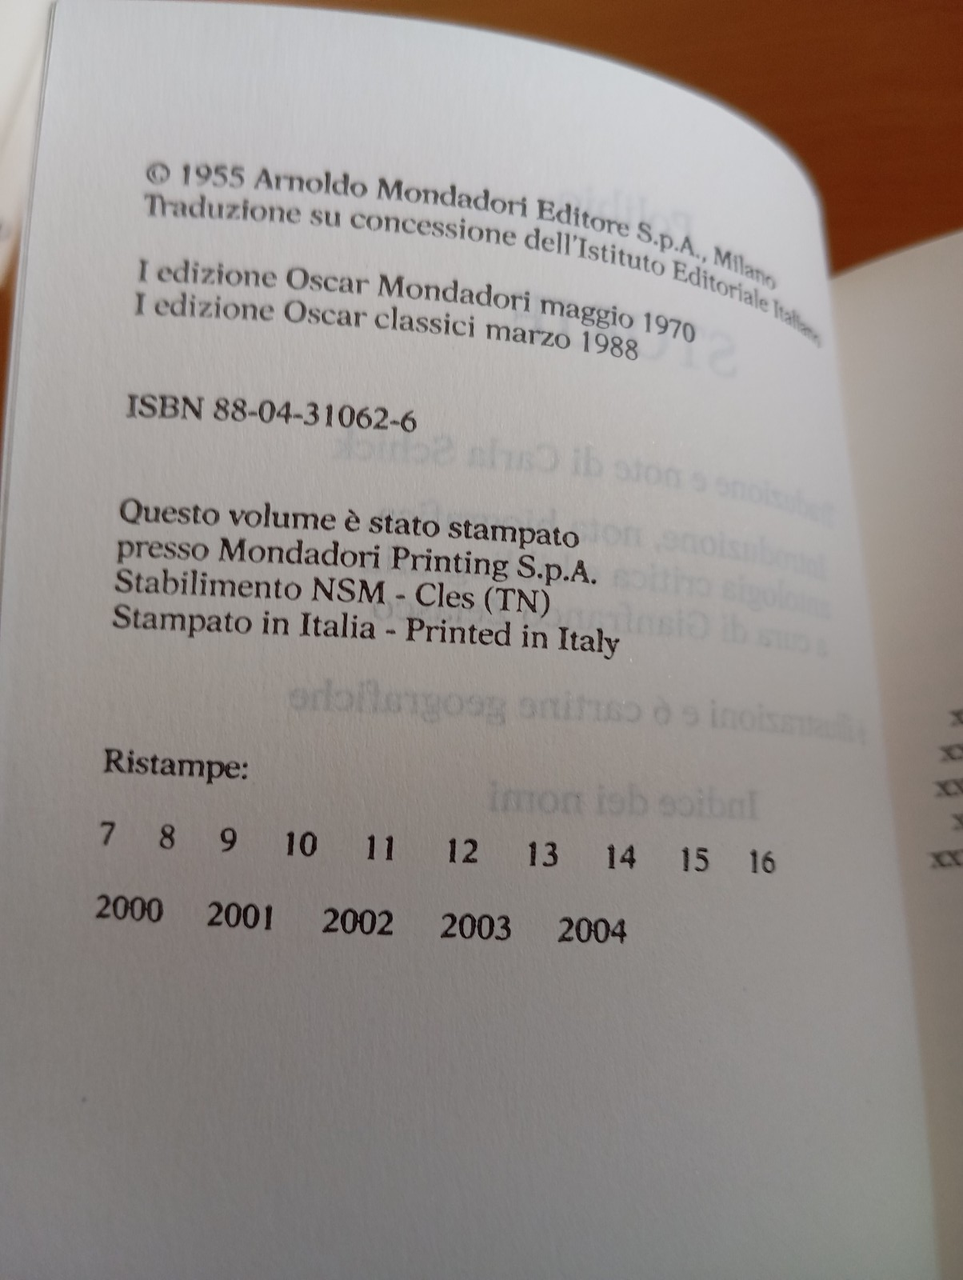 © 1955 Arnoldo Mondadori Editore S.p.A., Milano
Traduzione su concessione dell'Istituto Editoriale Italiano
I edizione Oscar Mondadori maggio 1970
I edizione Oscar classici marzo 1988
ISBN 88-04-31062-6
Questo volume è stato stampato
presso Mondadori Printing S.p.A.
Stabilimento NSM - Cles (TN)
Stampato in Italia - Printed in Italy
Ristampe:
7 8 9 10 11 12 13 14 15 16
2000 2001 2002 2003 2004